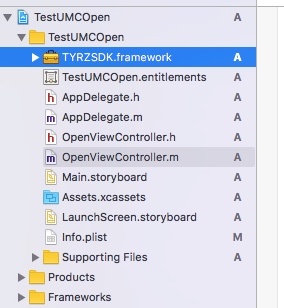 TestUMCOpen A
TestUMCOpen
TYRZSDK.framework A
TestUMCOpen.entitlements A
h AppDelegate.h A
m AppDelegate.m A
h OpenViewController.h A
m OpenViewController.m A
Main.storyboard A
Assets.xcassets A
LaunchScreen.storyboard A
Info.plist M
Supporting Files A
Products
Frameworks